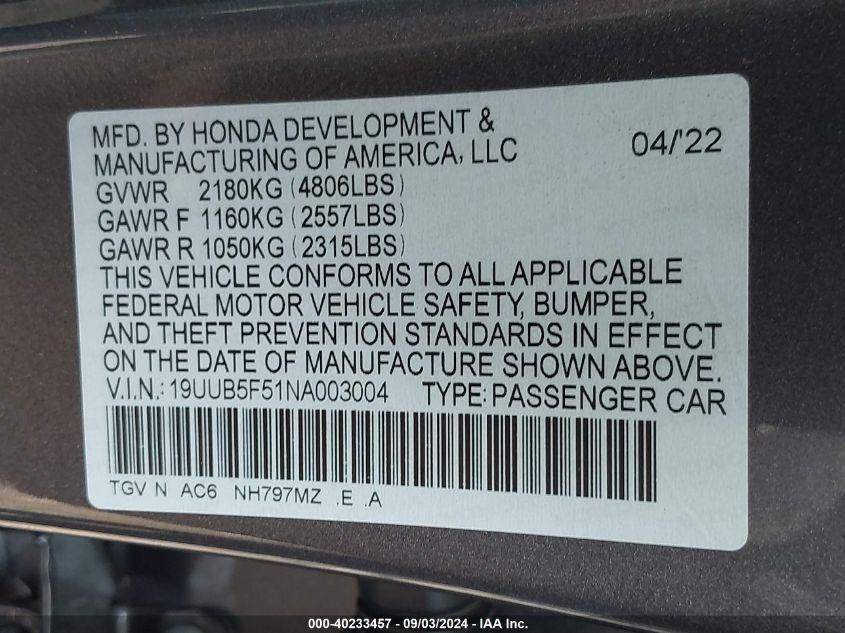 MFD. BY HONDA DEVELOPMENT & MANUFACTURING OF AMERICA, LLC 04/'22
GVWR 2180KG (4806LBS)
GAWR F 1160KG (2557LBS)
GAWR R 1050KG (2315LBS)
THIS VEHICLE CONFORMS TO ALL APPLICABLE
FEDERAL MOTOR VEHICLE SAFETY, BUMPER,
AND THEFT PREVENTION STANDARDS IN EFFECT
ON THE DATE OF MANUFACTURE SHOWN ABOVE.
V.I.N.: 19UUB5F51NA003004 TYPE: PASSENGER CAR
TGV N AC6 NH797MZ .E .A
000-40233457 - 09/03/2024 - IAA Inc.